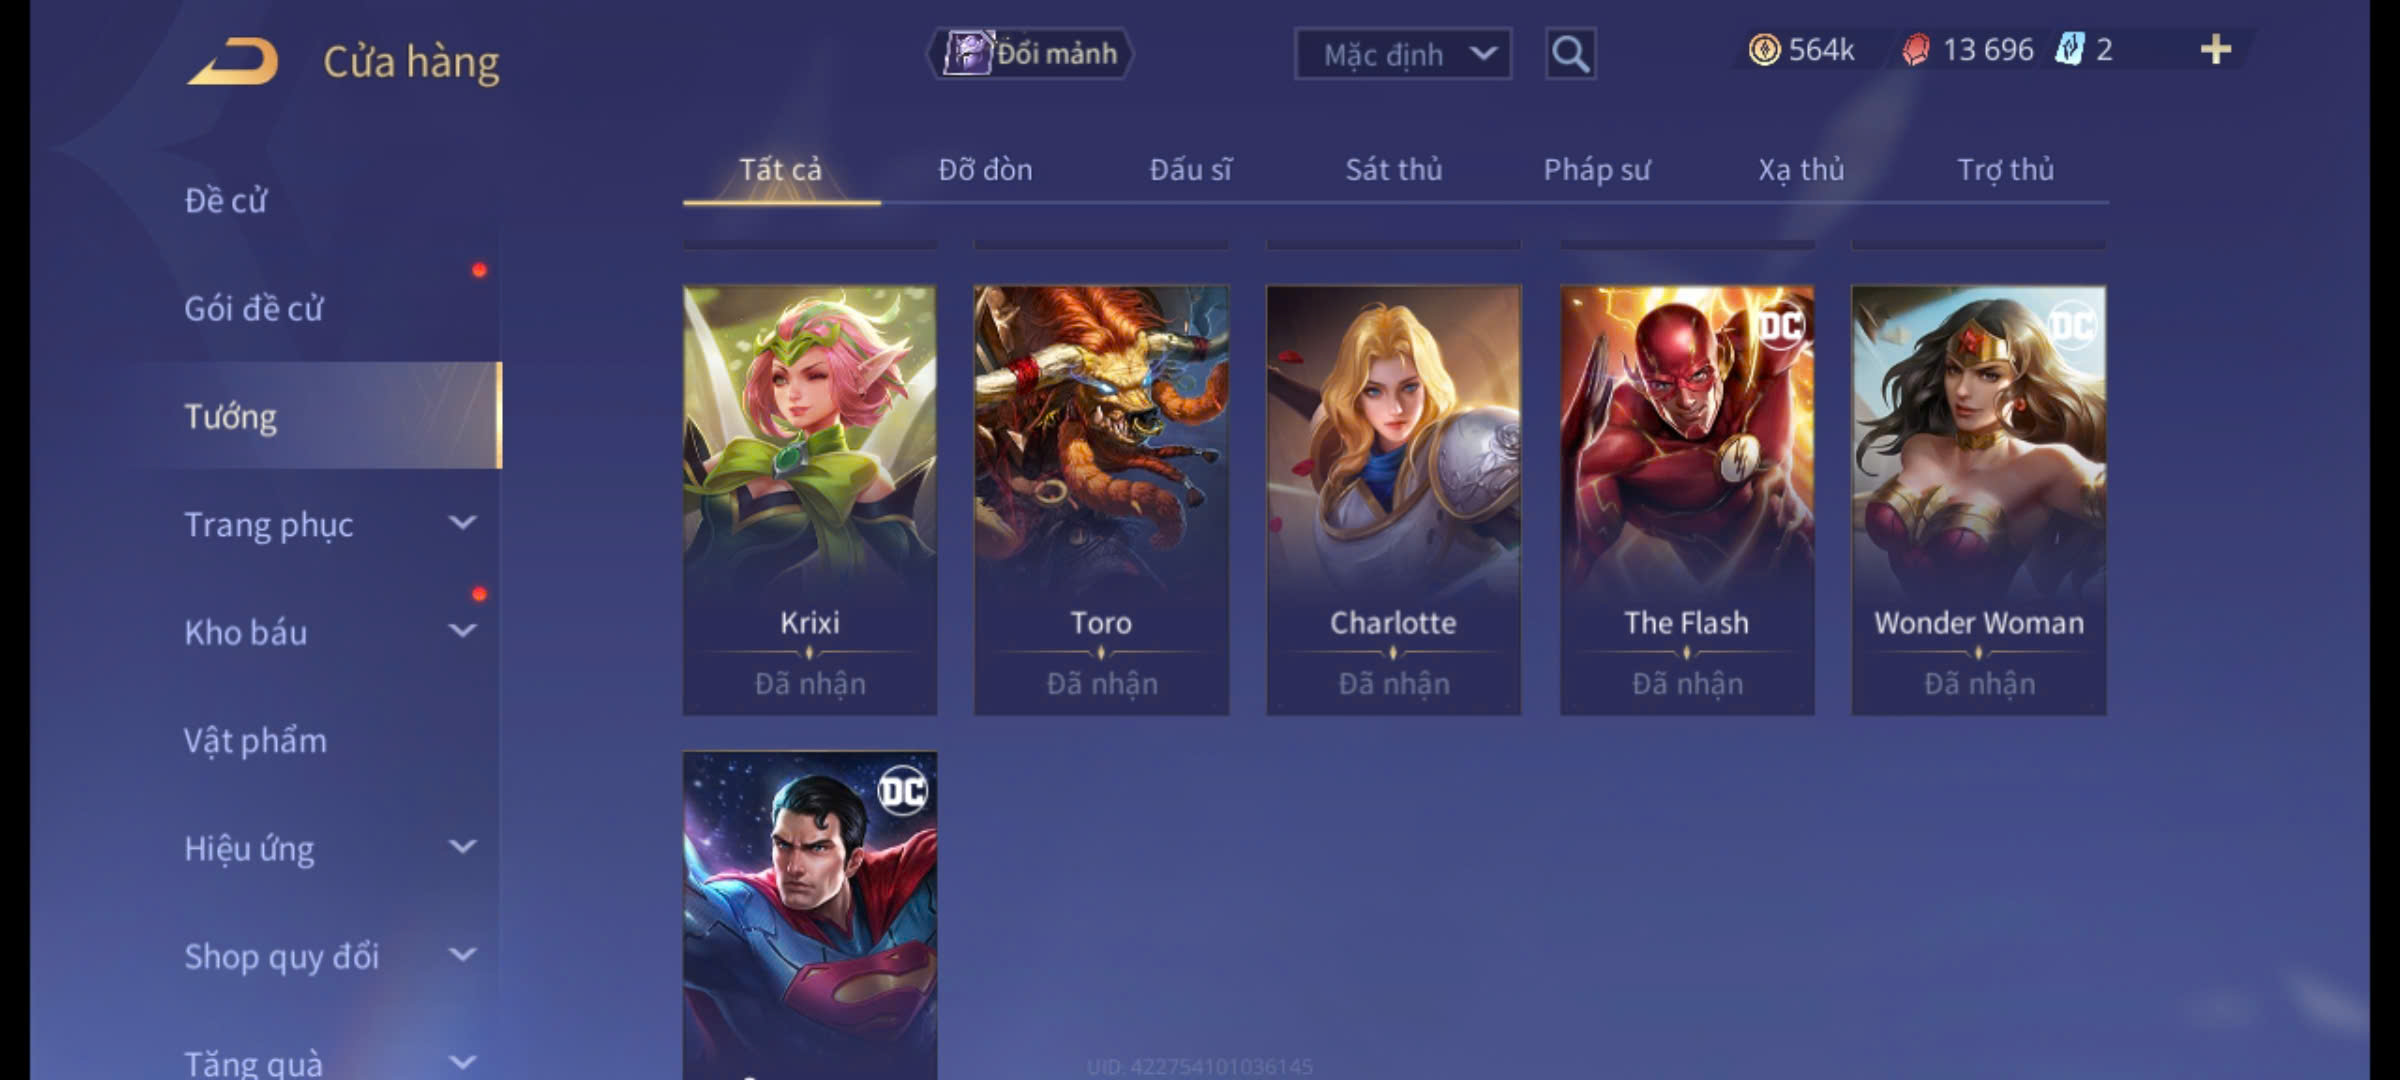 Cửa hàng
Đổi mảnh
Mặc định
564k
13 696
2
Tất cả
Đỡ đòn
Đấu sĩ
Sát thủ
Pháp sư
Xạ thủ
Trợ thủ
Đề cử
Gói đề cử
Tướng
Trang phục
Kho báu
Vật phẩm
Hiệu ứng
Shop quy đổi
Tặng quà
Krixi
Đã nhận
Toro
Đã nhận
Charlotte
Đã nhận
DC
The Flash
Đã nhận
DC
Wonder Woman
Đã nhận
DC
UID: 422754101036145